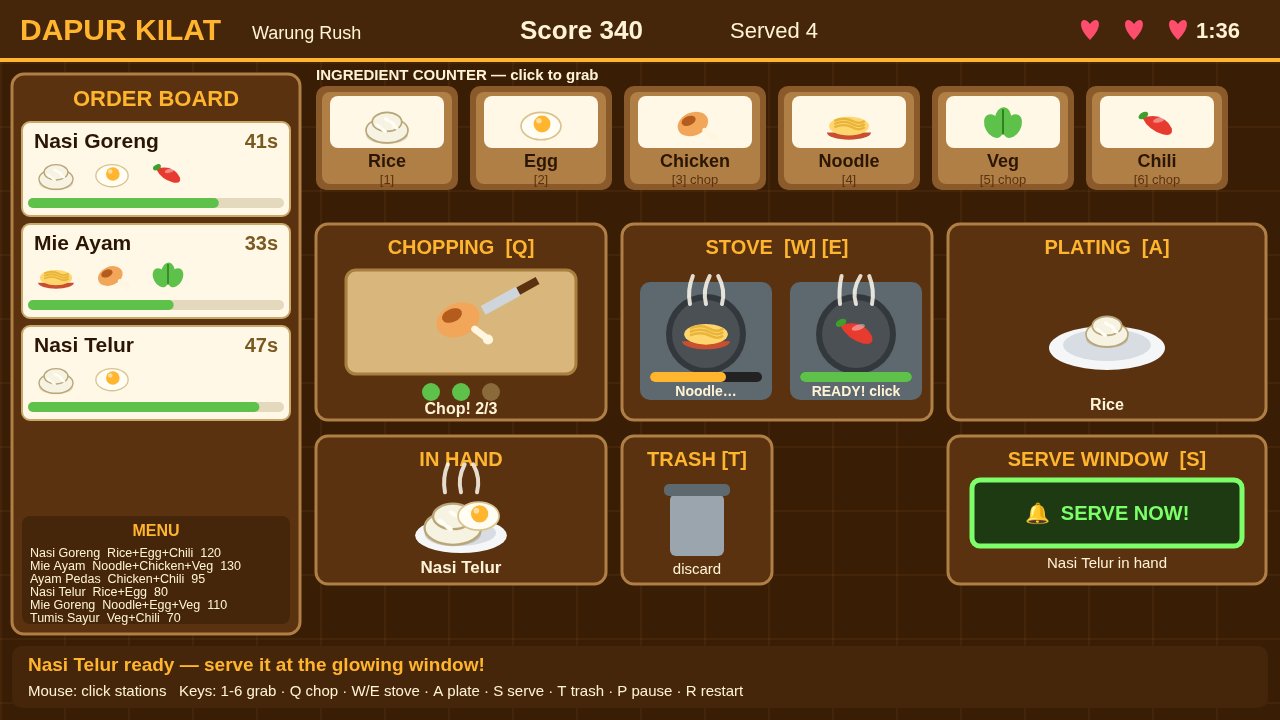 DAPUR KILAT Warung Rush Score 340 Served 4 1:36
ORDER BOARD
Nasi Goreng 41s
Mie Ayam 33s
Nasi Telur 47s
MENU
Nasi Goreng Rice+Egg+Chili 120
Mie Ayam Noodle+Chicken+Veg 130
Ayam Pedas Chicken+Chili 95
Nasi Telur Rice+Egg 80
Mie Goreng Noodle+Egg+Veg 110
Tumis Sayur Veg+Chili 70
INGREDIENT COUNTER — click to grab
Rice
[1]
Egg
[2]
Chicken
[3] chop
Noodle
[4]
Veg
[5] chop
Chili
[6] chop
CHOPPING [Q]
Chop! 2/3
STOVE [W] [E]
Noodle…
READY! click
PLATING [A]
Rice
IN HAND
Nasi Telur
TRASH [T]
discard
SERVE WINDOW [S]
🔔 SERVE NOW!
Nasi Telur in hand
Nasi Telur ready — serve it at the glowing window!
Mouse: click stations Keys: 1-6 grab · Q chop · W/E stove · A plate · S serve · T trash · P pause · R restart